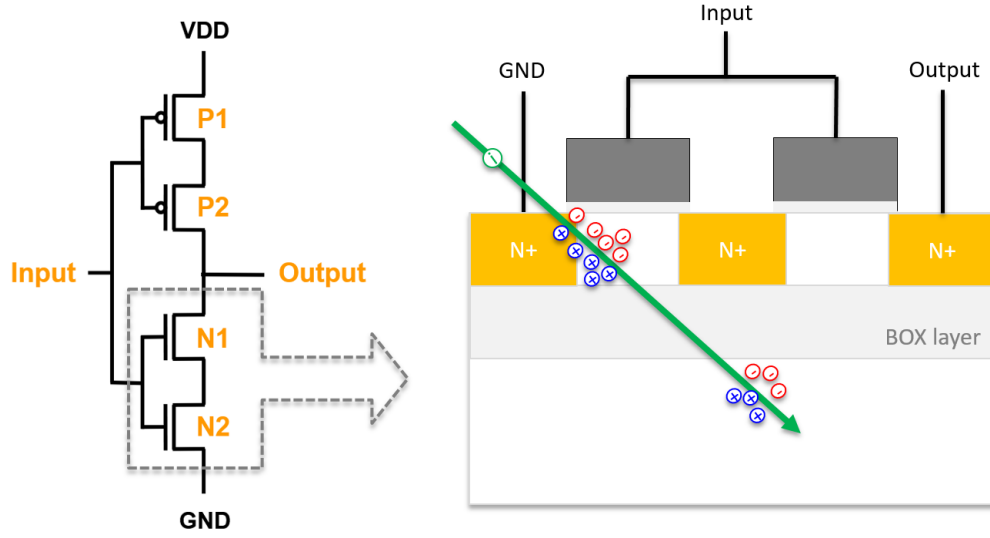 VDD
P1
P2
Input
Output
N1
N2
GND
Input
GND
Output
N+
N+
N+
BOX layer